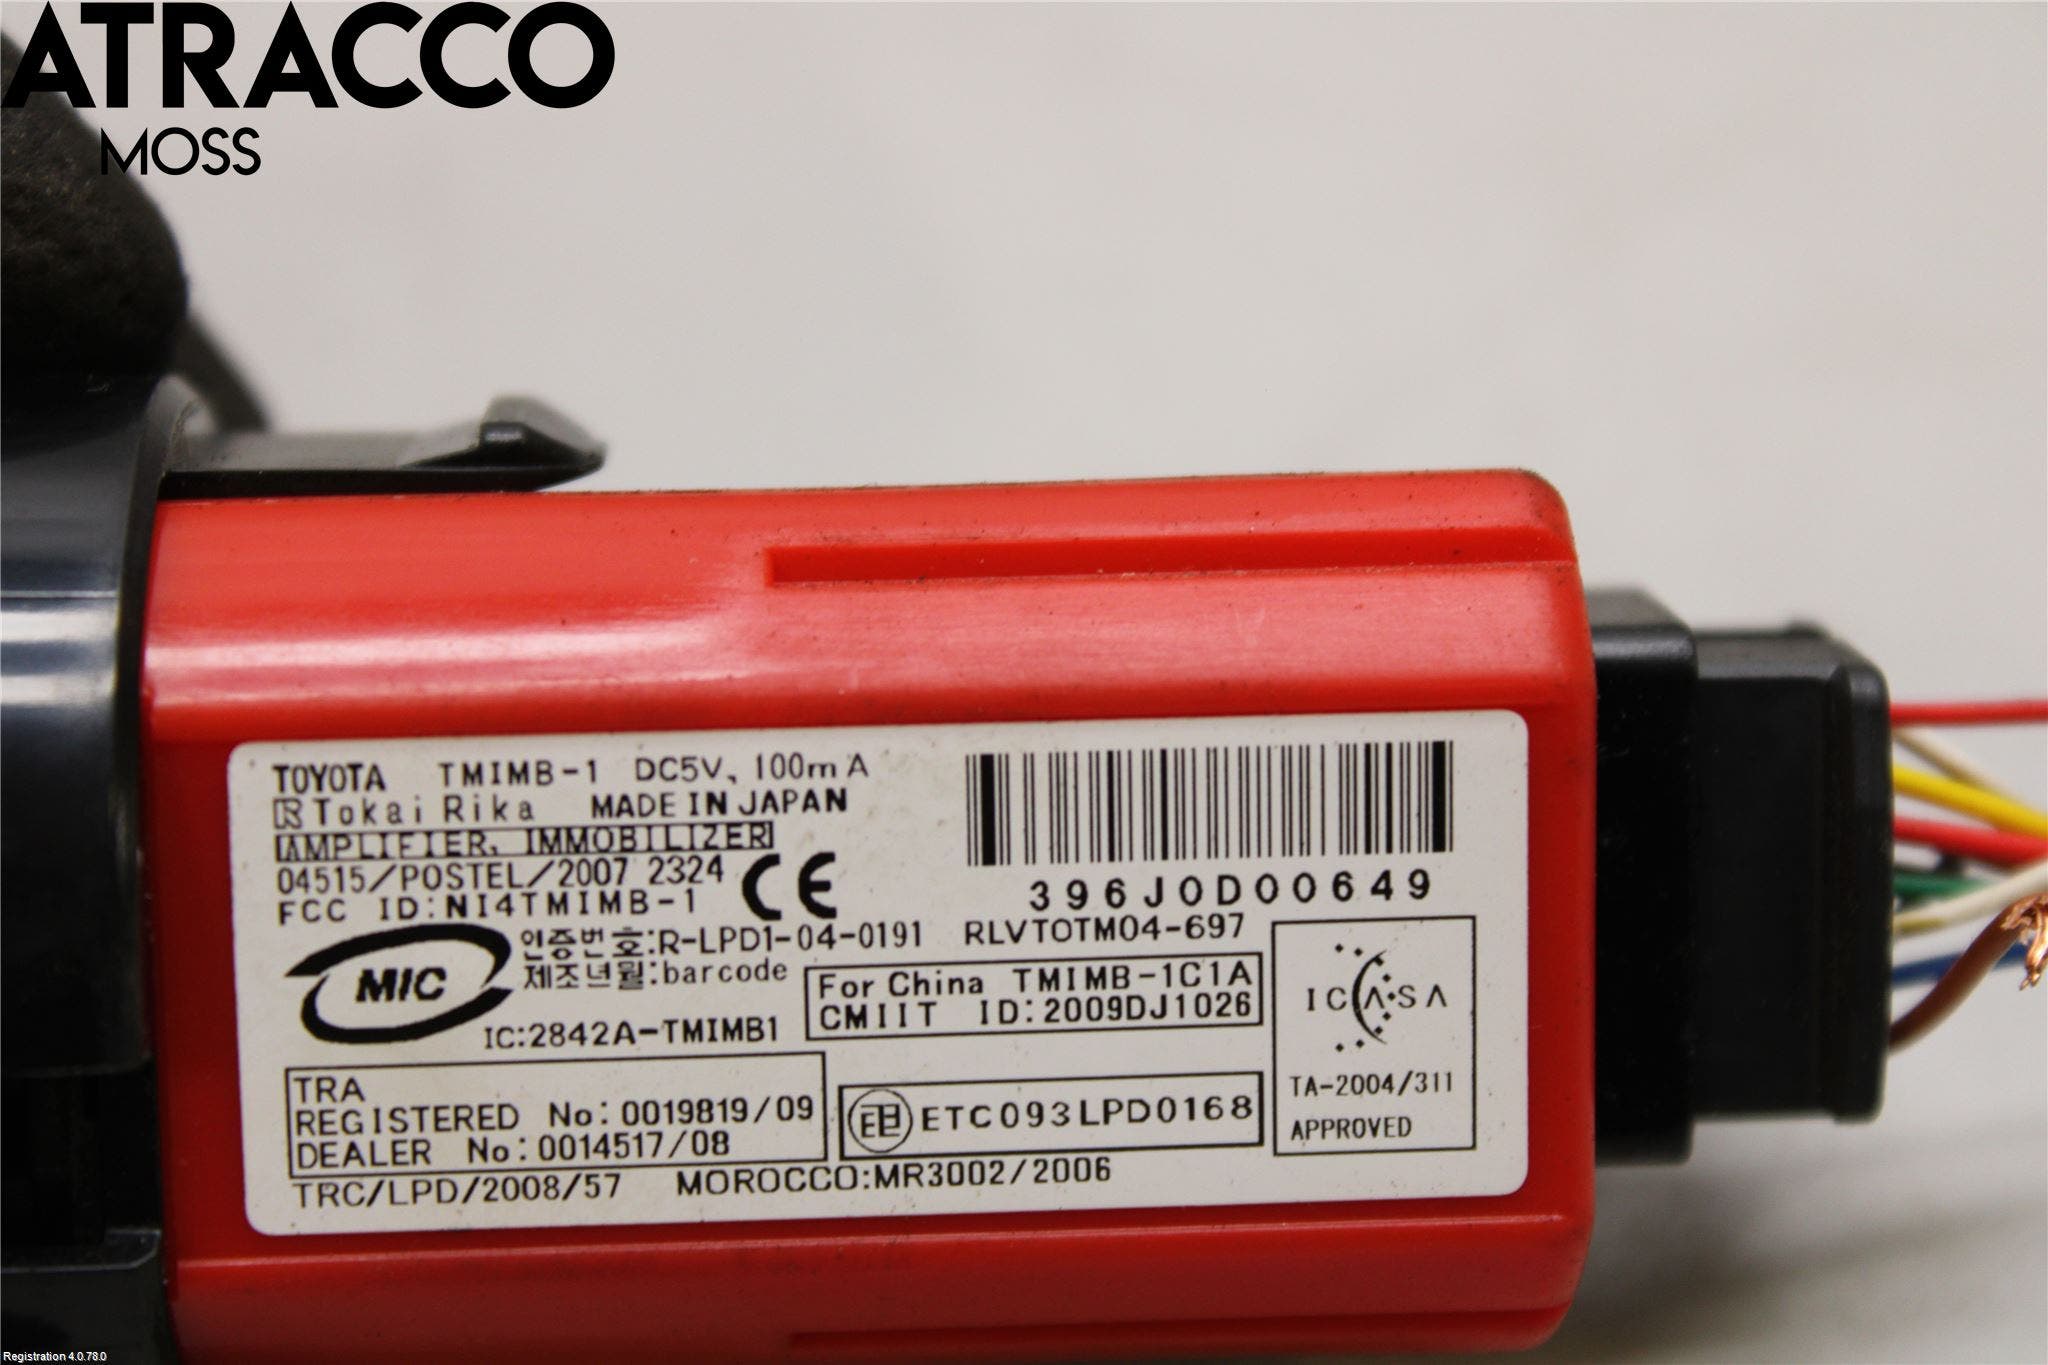 ATRACCO
MOSS
TOYOTA TMIMB-1 DC5V, 100mA
R Tokai Rika MADE IN JAPAN
AMPLIFIER, IMMOBILIZER
04515/POSTEL/2007 2324
CE
FCC ID:NI4TMIMB-1
396J0D00649
인증번호:R-LPD1-04-0191 RLVTOTM04-697
제조년월:barcode
MIC
IC:2842A-TMIMB1
For China TMIMB-1C1A
CMIIT ID:2009DJ1026
ICASA
TA-2004/311
APPROVED
TRA
REGISTERED No:0019819/09
DEALER No:0014517/08
ETC093LPD0168
TRC/LPD/2008/57 MOROCCO:MR3002/2006
Registration 4.0.78.0